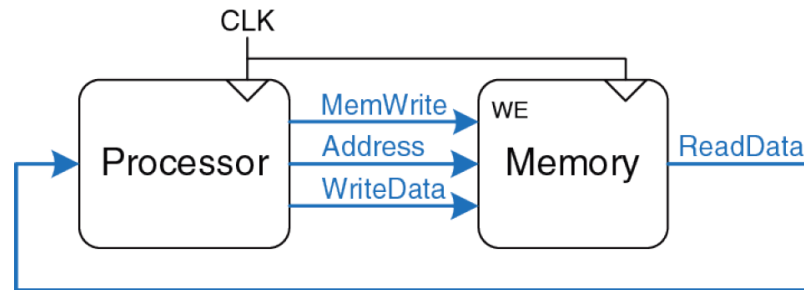 CLK
MemWrite
WE
Processor
Address
Memory
ReadData
WriteData